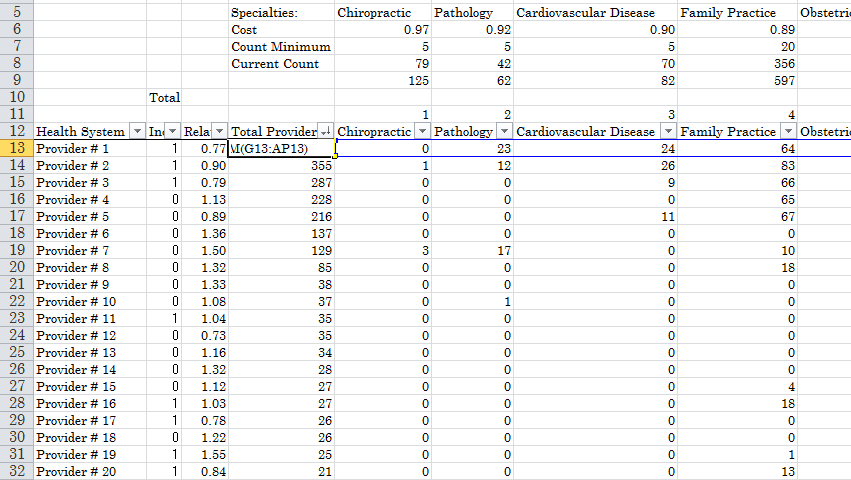 5 Specialties: Chiropractic Pathology Cardiovascular Disease Family Practice Obstetri
6 Cost 0.97 0.92 0.90 0.89
7 Count Minimum 5 5 5 20
8 Current Count 79 42 70 356
9 125 62 82 597
10 Total
11 1 2 3 4
12 Health System In Rela Total Provider Chiropractic Pathology Cardiovascular Disease Family Practice Obstetri
13 Provider # 1 1 0.77 M(G13:AP13) 0 23 24 64
14 Provider # 2 1 0.90 355 1 12 26 83
15 Provider # 3 1 0.79 287 0 0 9 66
16 Provider # 4 0 1.13 228 0 0 0 65
17 Provider # 5 0 0.89 216 0 0 11 67
18 Provider # 6 0 1.36 137 0 0 0 0
19 Provider # 7 0 1.50 129 3 17 0 10
20 Provider # 8 0 1.32 85 0 0 0 18
21 Provider # 9 0 1.33 38 0 0 0 0
22 Provider # 10 0 1.08 37 0 1 0 0
23 Provider # 11 1 1.04 35 0 0 0 0
24 Provider # 12 0 0.73 35 0 0 0 0
25 Provider # 13 0 1.16 34 0 0 0 0
26 Provider # 14 0 1.32 28 0 0 0 0
27 Provider # 15 0 1.12 27 0 0 0 4
28 Provider # 16 1 1.03 27 0 0 0 18
29 Provider # 17 1 0.78 26 0 0 0 0
30 Provider # 18 0 1.22 26 0 0 0 0
31 Provider # 19 1 1.55 25 0 0 0 1
32 Provider # 20 1 0.84 21 0 0 0 13